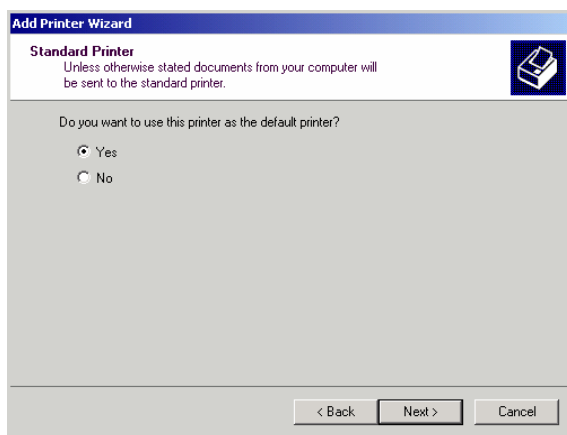 Add Printer Wizard
Standard Printer
Unless otherwise stated documents from your computer will
be sent to the standard printer.
Do you want to use this printer as the default printer?
Yes
No
< Back Next > Cancel